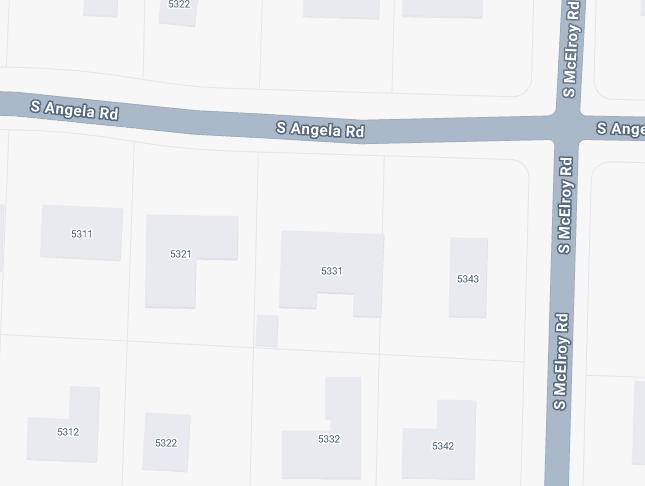 5322
S McElroy Rd
S Angela Rd
S Angela Rd
S Ange
S McElroy Rd
5311
5321
5331
5343
S McElroy Rd
5312
5322
5332
5342